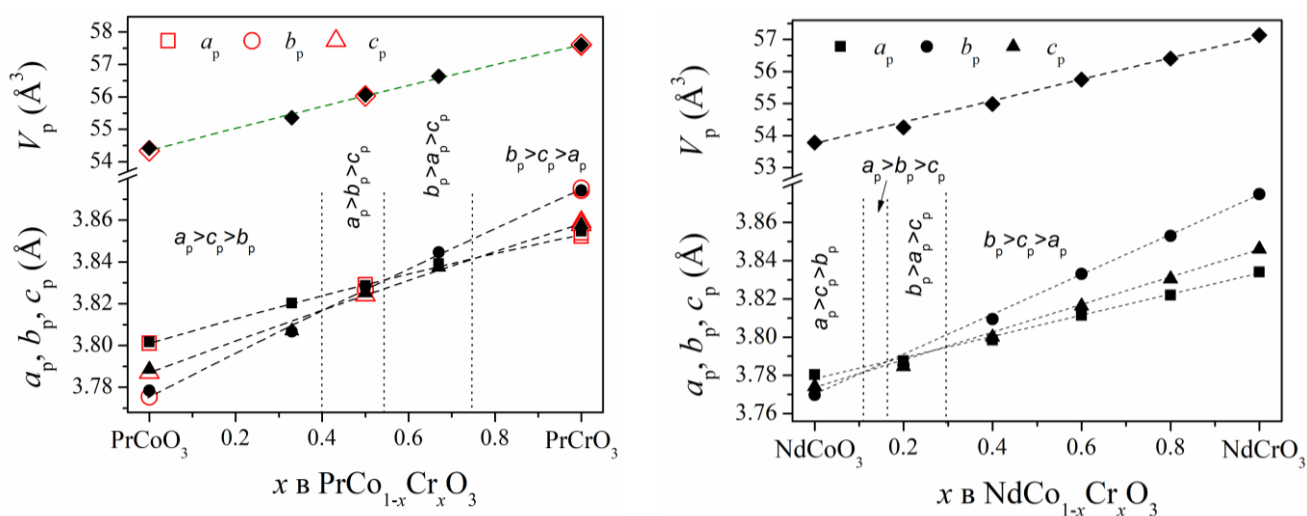 a_p b_p c_p
58
57
56
55
54
V_p (Å³)
a_p>c_p>b_p
a_p>b_p>c_p
b_p>a_p>c_p
b_p>c_p>a_p
3.86
3.84
3.82
3.80
3.78
a_p, b_p, c_p (Å)
PrCoO₃ 0.2 0.4 0.6 0.8 PrCrO₃
x в PrCo₁₋ₓCrₓO₃
a_p b_p c_p
57
56
55
54
53
V_p (Å³)
a_p>b_p>c_p
a_p>c_p>b_p
b_p>a_p>c_p
b_p>c_p>a_p
3.86
3.84
3.82
3.80
3.78
3.76
a_p, b_p, c_p (Å)
NdCoO₃ 0.2 0.4 0.6 0.8 NdCrO₃
x в NdCo₁₋ₓCrₓO₃